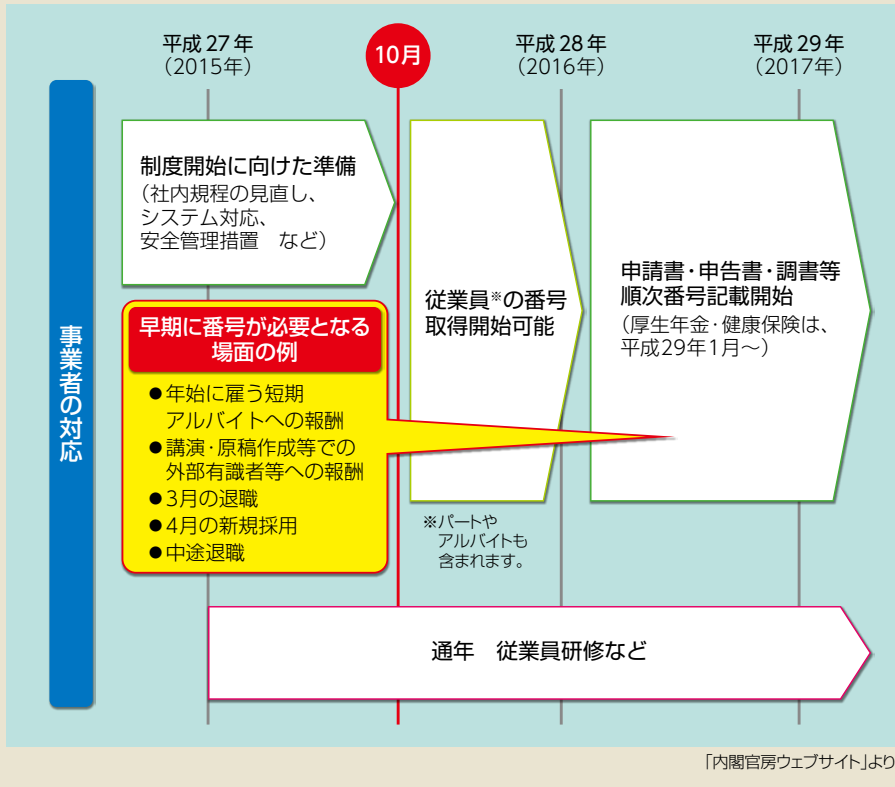 平成27年
（2015年）
10月
平成28年
（2016年）
平成29年
（2017年）
事業者の対応
制度開始に向けた準備
（社内規程の見直し、
システム対応、
安全管理措置　など）
早期に番号が必要となる
場面の例
●年始に雇う短期
アルバイトへの報酬
●講演・原稿作成等での
外部有識者等への報酬
●3月の退職
●4月の新規採用
●中途退職
従業員※の番号
取得開始可能
※パートや
アルバイトも
含まれます。
申請書・申告書・調書等
順次番号記載開始
（厚生年金・健康保険は、
平成29年1月～）
通年　従業員研修など
「内閣官房ウェブサイト」より